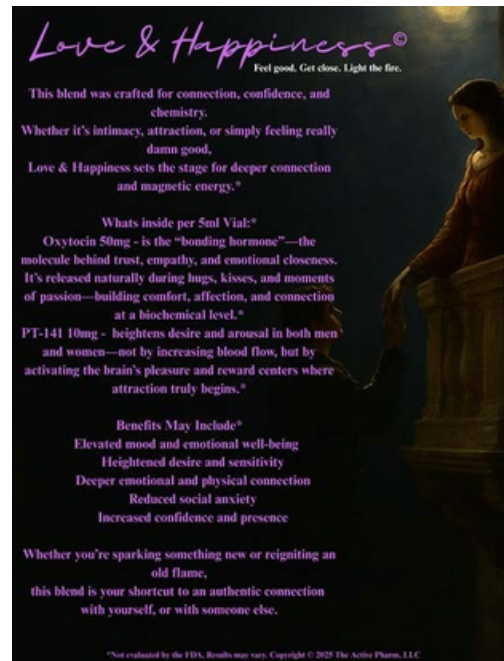 Love & Happiness©
Feel good. Get close. Light the fire.
This blend was crafted for connection, confidence, and
chemistry.
Whether it's intimacy, attraction, or simply feeling really
damn good,
Love & Happiness sets the stage for deeper connection
and magnetic energy.*
Whats inside per 5ml Vial:*
Oxytocin 50mg - is the “bonding hormone”—the
molecule behind trust, empathy, and emotional closeness.
It's released naturally during hugs, kisses, and moments
of passion—building comfort, affection, and connection
at a biochemical level.*
PT-141 10mg - heightens desire and arousal in both men
and women—not by increasing blood flow, but by
activating the brain's pleasure and reward centers where
attraction truly begins.*
Benefits May Include*
Elevated mood and emotional well-being
Heightened desire and sensitivity
Deeper emotional and physical connection
Reduced social anxiety
Increased confidence and presence
Whether you're sparking something new or reigniting an
old flame,
this blend is your shortcut to an authentic connection
with yourself, or with someone else.
*Not evaluated by the FDA, Results may vary. Copyright © 2025 The Active Pharm, LLC